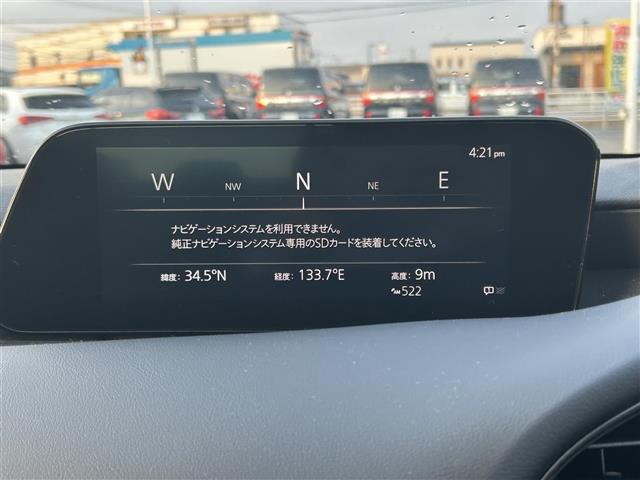 4:21 pm
W NW N NE E
ナビゲーションシステムを利用できません。
純正ナビゲーションシステム専用のSDカードを装着してください。
緯度: 34.5°N 経度: 133.7°E 高度: 9m
AM 522